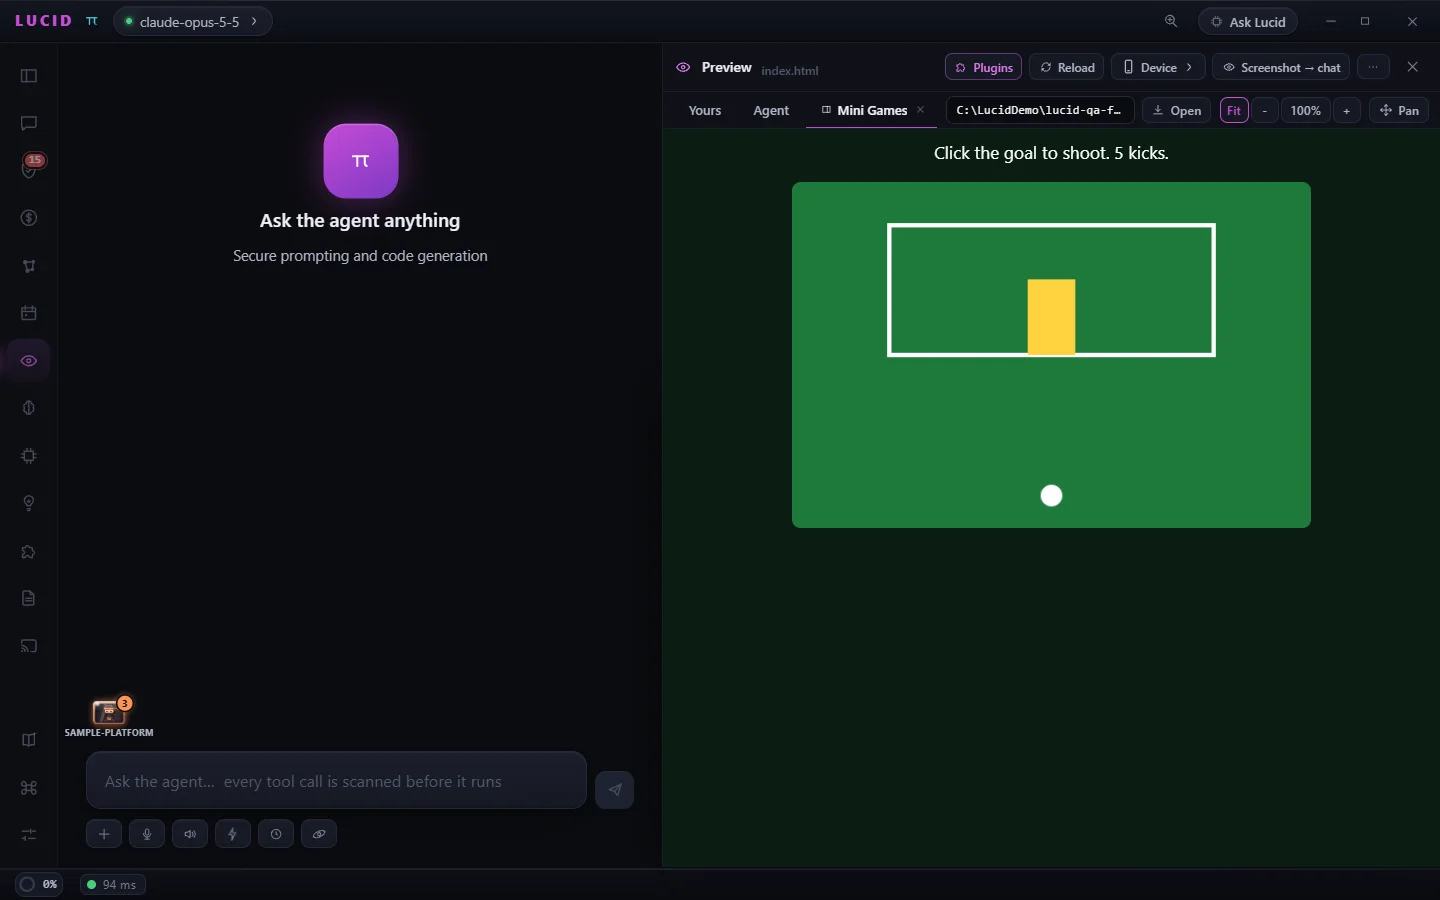 LUCID π claude-opus-5-5
Ask Lucid
15
π
Ask the agent anything
Secure prompting and code generation
3
SAMPLE-PLATFORM
Ask the agent... every tool call is scanned before it runs
0% 94 ms
Preview index.html
Plugins Reload Device Screenshot → chat ...
Yours Agent Mini Games C:\LucidDemo\lucid-qa-f… Open Fit - 100% + Pan
Click the goal to shoot. 5 kicks.